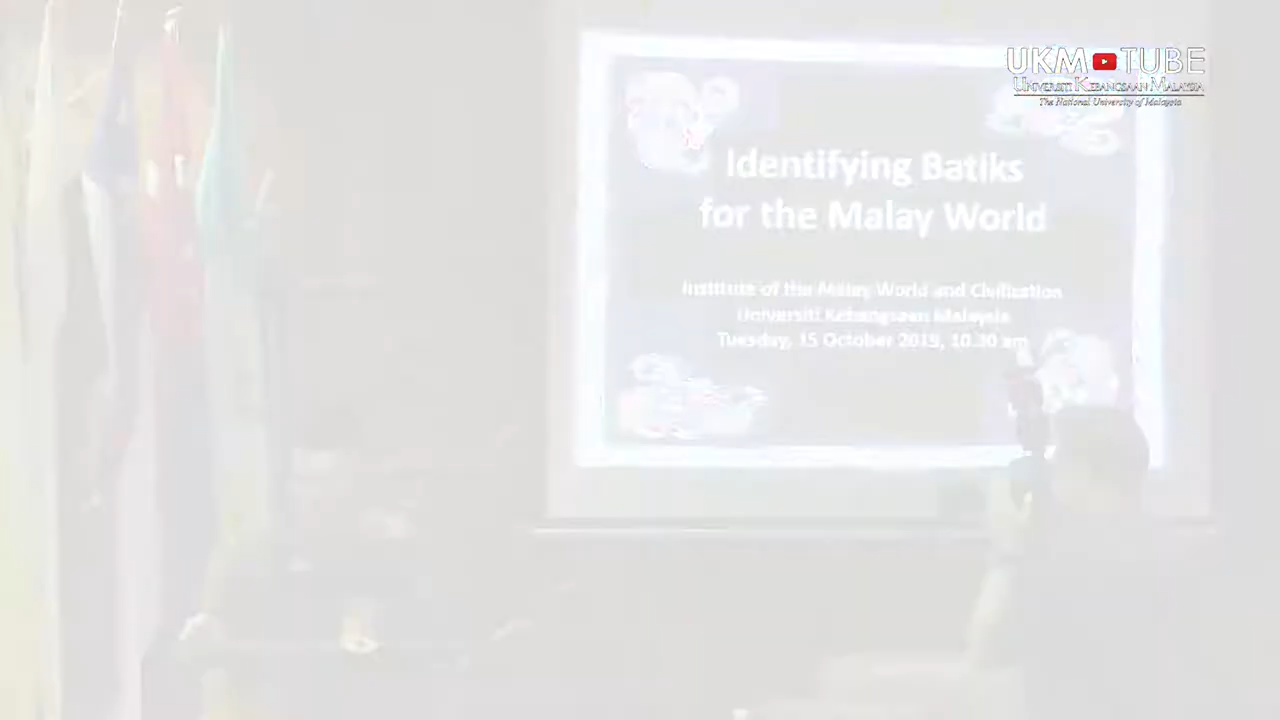 UKM TUBE
UNIVERSITI KEBANGSAAN MALAYSIA
The National University of Malaysia
Identifying Batiks
for the Malay World
Institute of the Malay World and Civilization
Universiti Kebangsaan Malaysia
Tuesday, 15 October 2019, 10.30 am